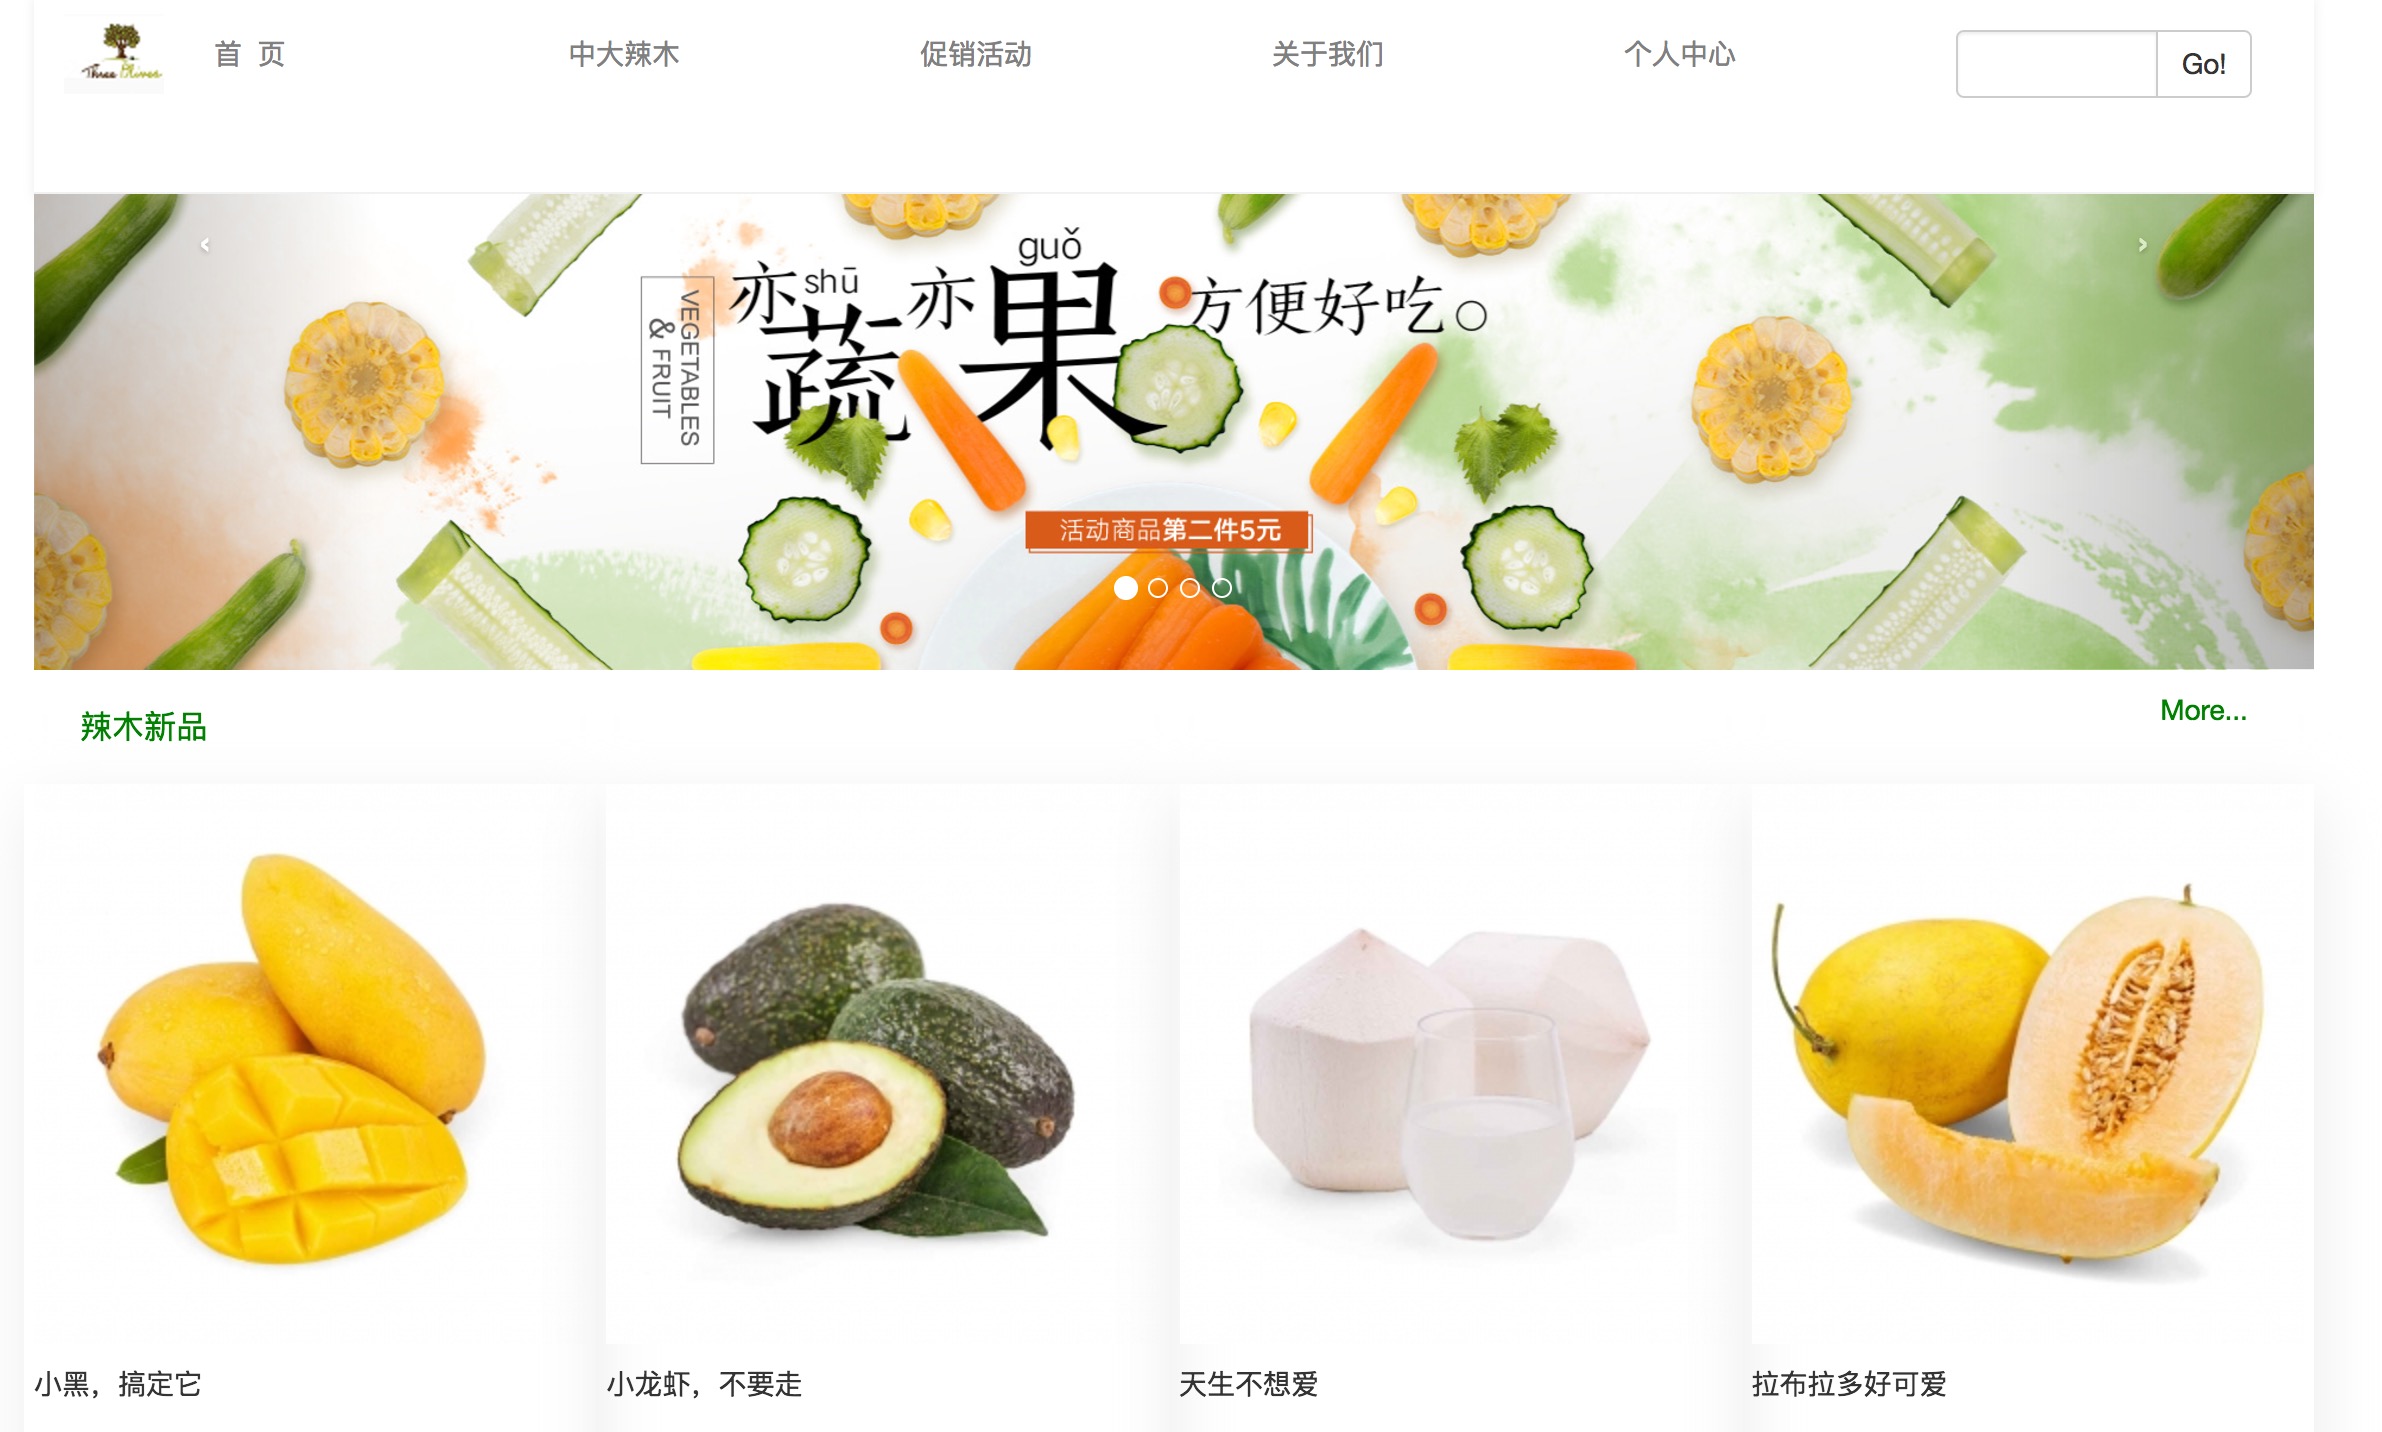 Three Olives
首 页
中大辣木
促销活动
关于我们
个人中心
Go!
VEGETABLES
& FRUIT
亦 shū 蔬 亦 guǒ 果 方便好吃。
活动商品第二件5元
辣木新品
More...
小黑，搞定它
小龙虾，不要走
天生不想爱
拉布拉多好可爱